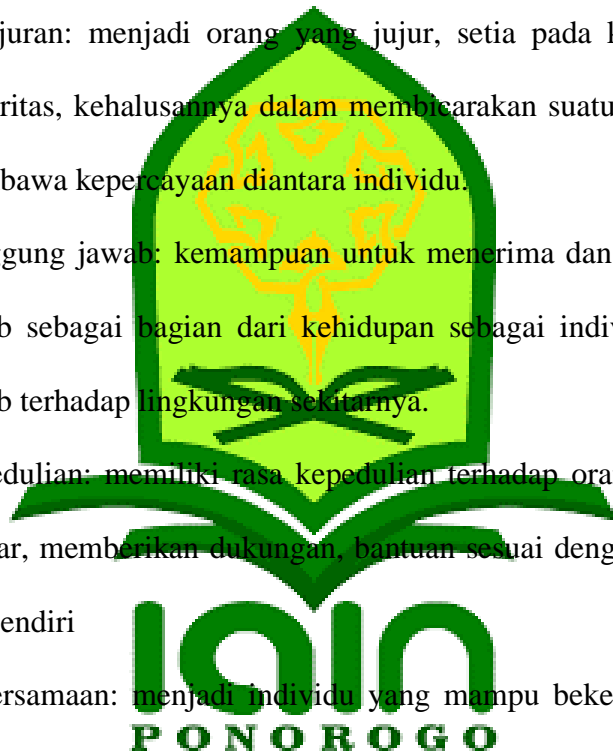 juran: menjadi orang yang jujur, setia pada
ritas, kehalusannya dalam membicarakan suatu
bawa kepercayaan diantara individu.
ggung jawab: kemampuan untuk menerima dan
b sebagai bagian dari kehidupan sebagai indiv
b terhadap lingkungan sekitarnya.
edulian: memiliki rasa kepedulian terhadap ora
ar, memberikan dukungan, bantuan sesuai deng
endiri
ersamaan: menjadi individu yang mampu beke
iain
PONOROGO